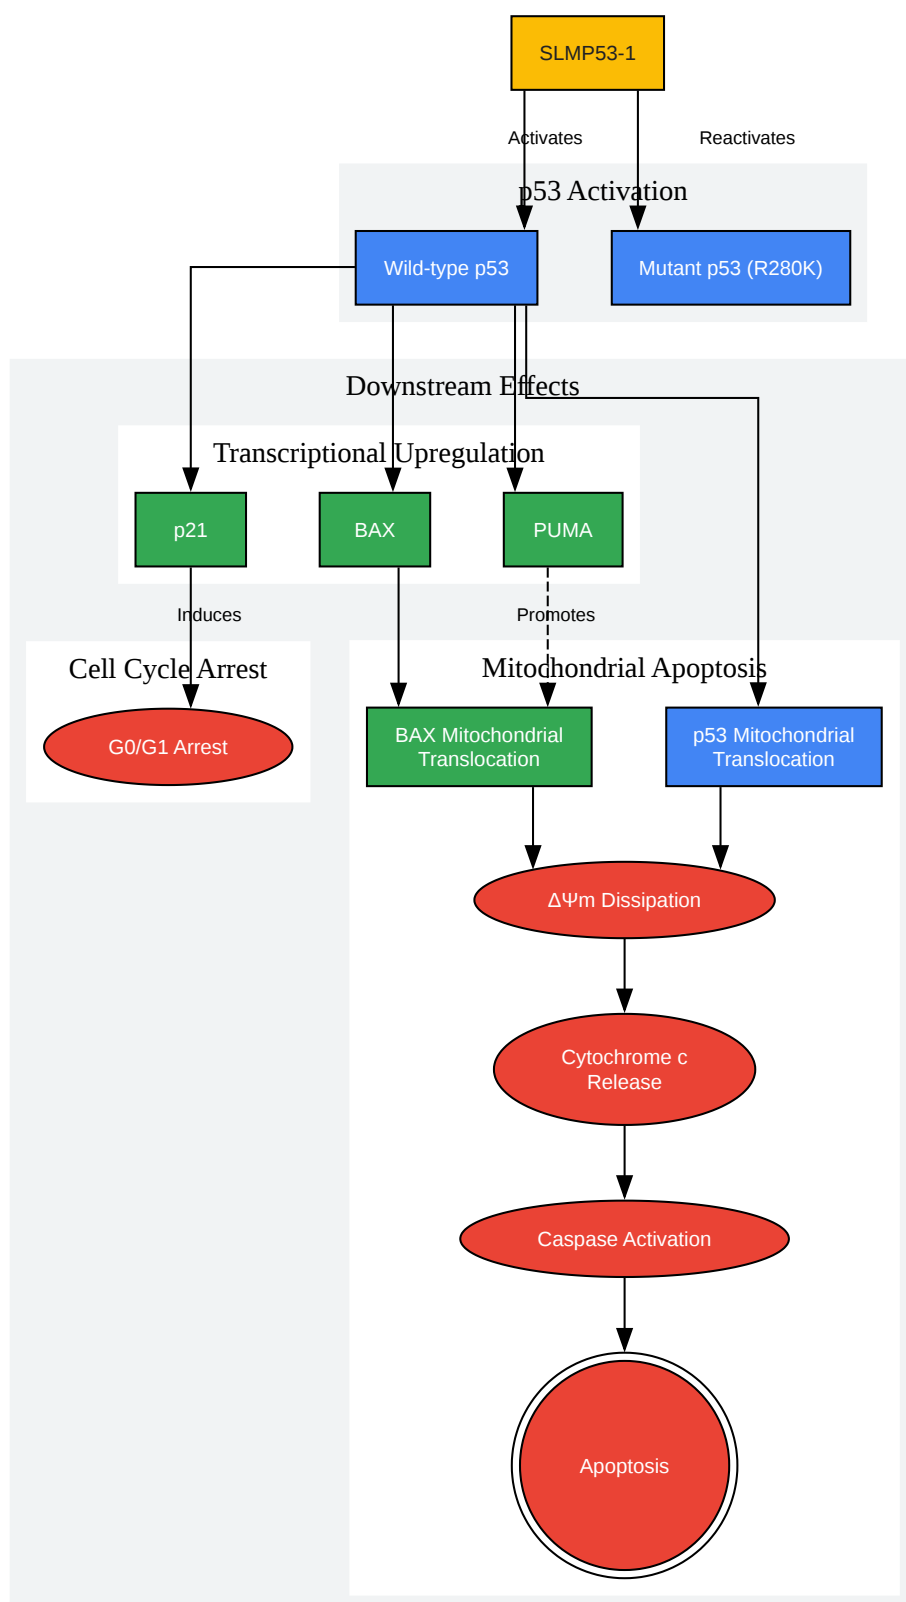 SLMP53-1
Activates
Reactivates
p53 Activation
Wild-type p53
Mutant p53 (R280K)
Downstream Effects
Transcriptional Upregulation
p21
BAX
PUMA
Induces
Promotes
Cell Cycle Arrest
Mitochondrial Apoptosis
G0/G1 Arrest
BAX Mitochondrial
Translocation
p53 Mitochondrial
Translocation
ΔΨm Dissipation
Cytochrome c
Release
Caspase Activation
Apoptosis